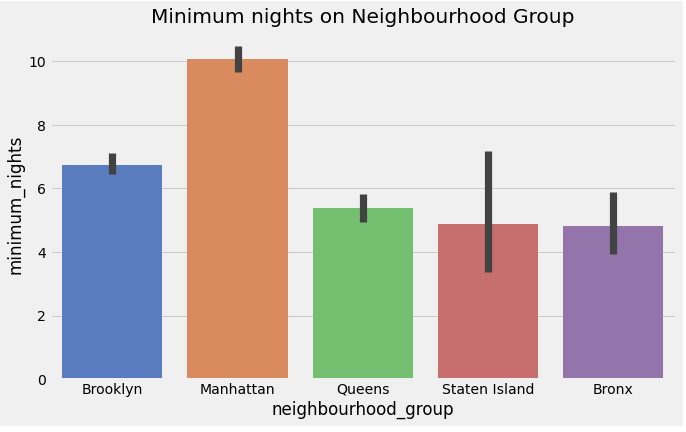 Minimum nights on Neighbourhood Group
minimum_nights
10
8
6
4
2
0
Brooklyn Manhattan Queens Staten Island Bronx
neighbourhood_group